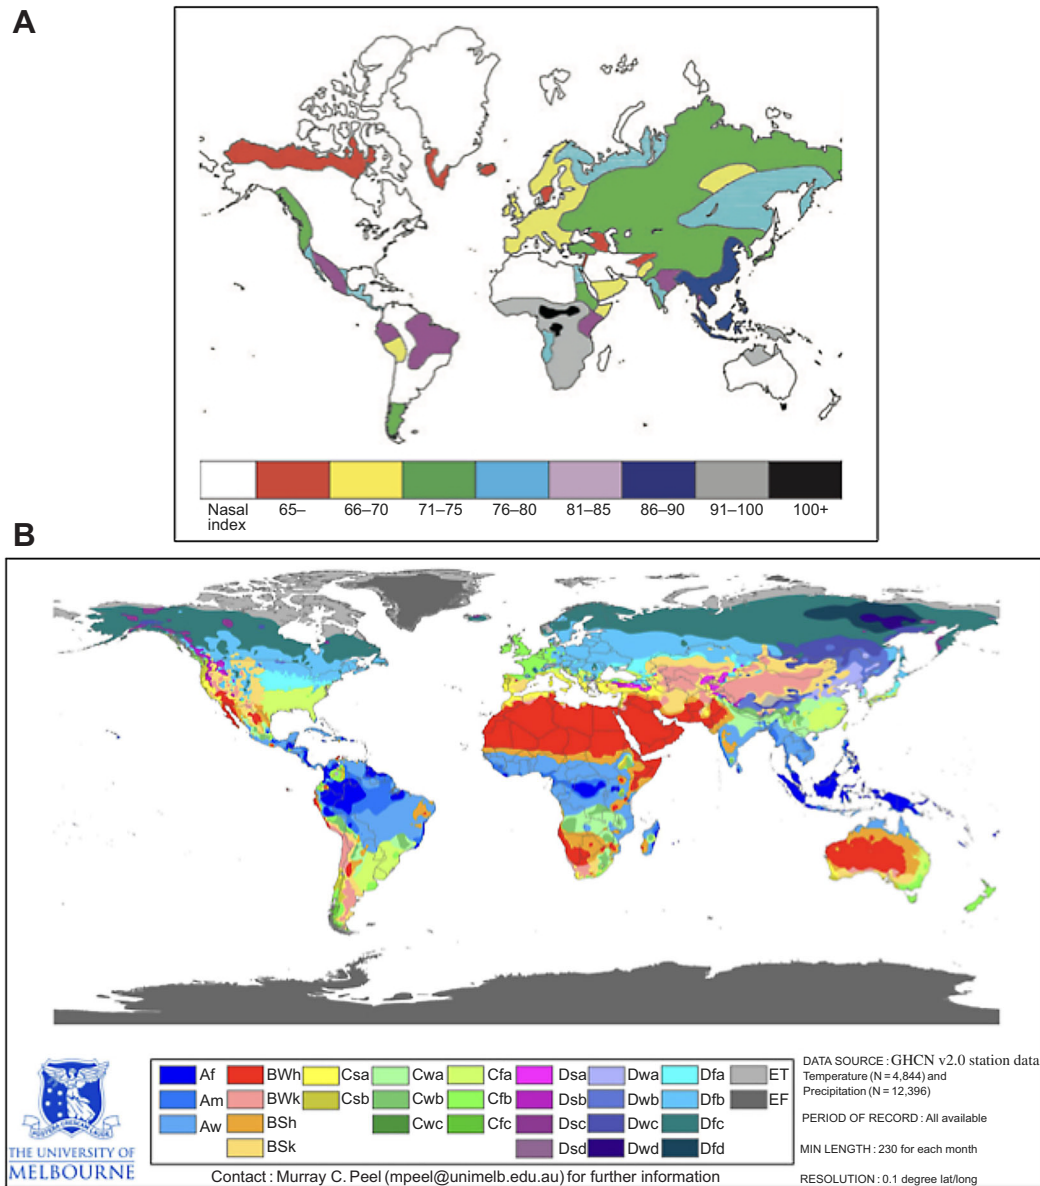 A
Nasal index
65–
66–70
71–75
76–80
81–85
86–90
91–100
100+
B
Af
Am
Aw
BWh
BWk
BSh
BSk
Csa
Csb
Cwa
Cwb
Cwc
Cfa
Cfb
Cfc
Dsa
Dsb
Dsc
Dsd
Dwa
Dwb
Dwc
Dwd
Dfa
Dfb
Dfc
Dfd
ET
EF
DATA SOURCE : GHCN v2.0 station data
Temperature (N = 4,844) and
Precipitation (N = 12,396)
PERIOD OF RECORD : All available
MIN LENGTH : 230 for each month
RESOLUTION : 0.1 degree lat/long
THE UNIVERSITY OF
MELBOURNE
Contact : Murray C. Peel (mpeel@unimelb.edu.au) for further information